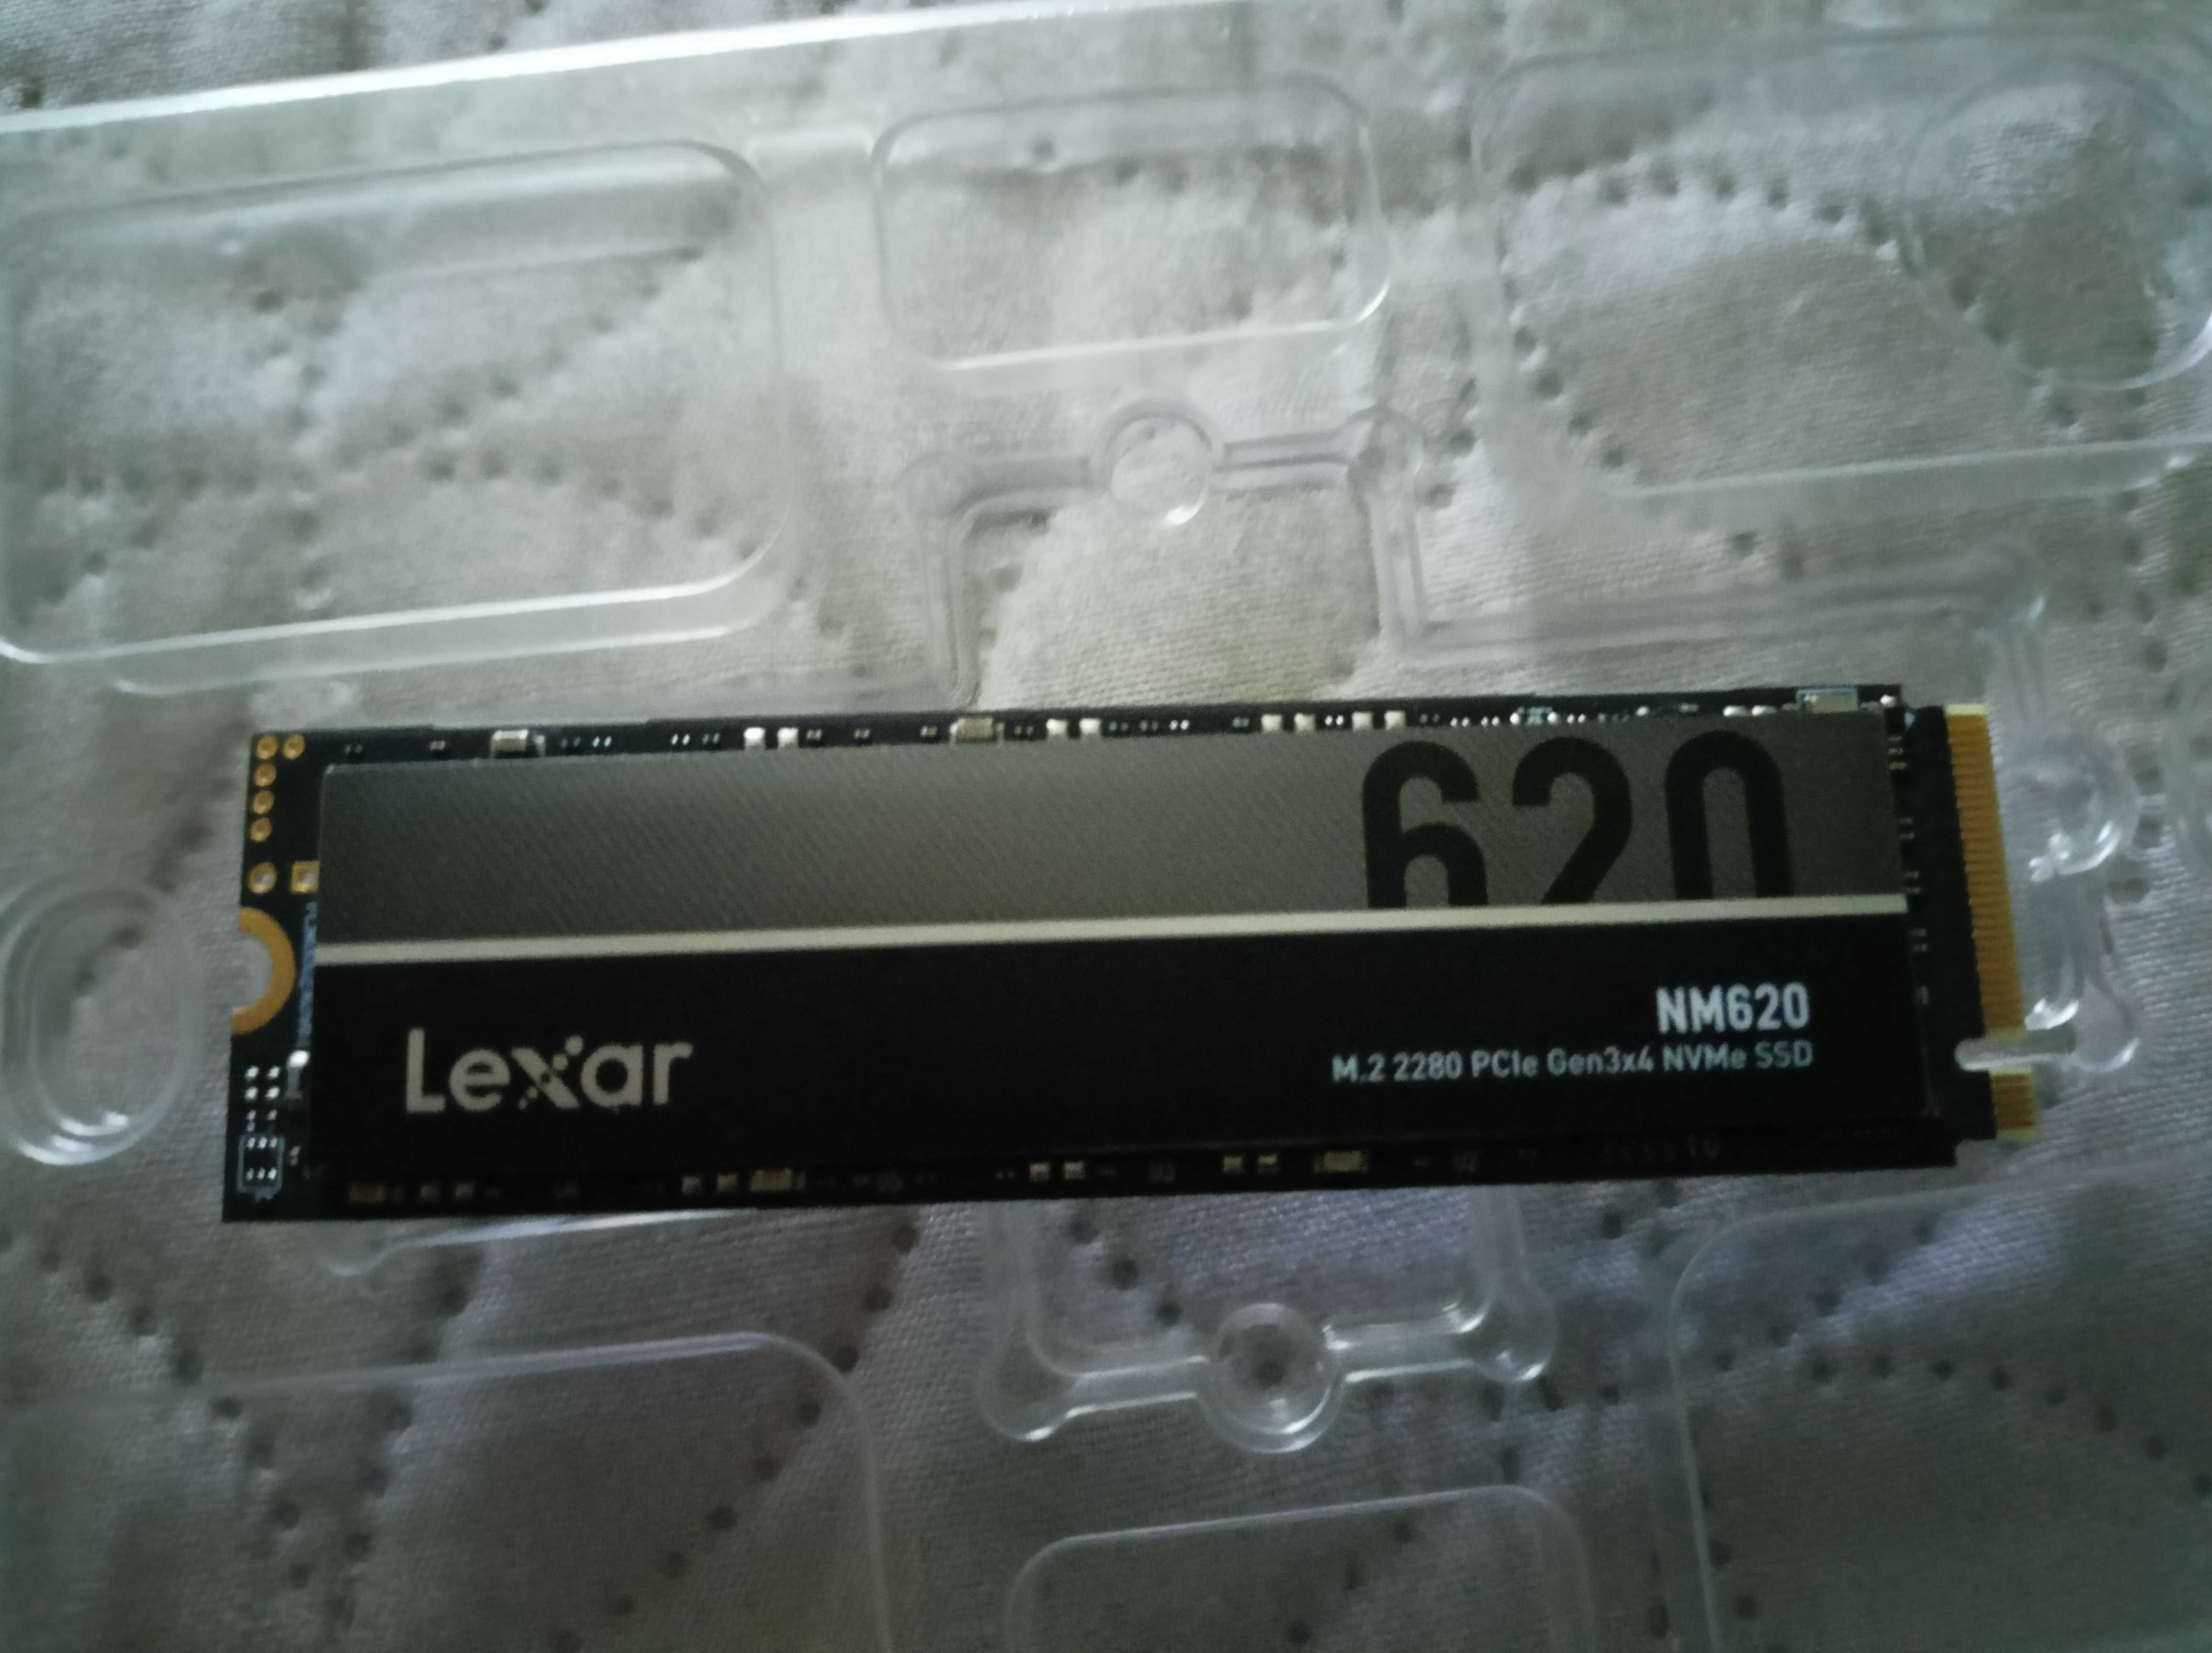 620
NM620
Lexar
M.2 2280 PCIe Gen3x4 NVMe SSD